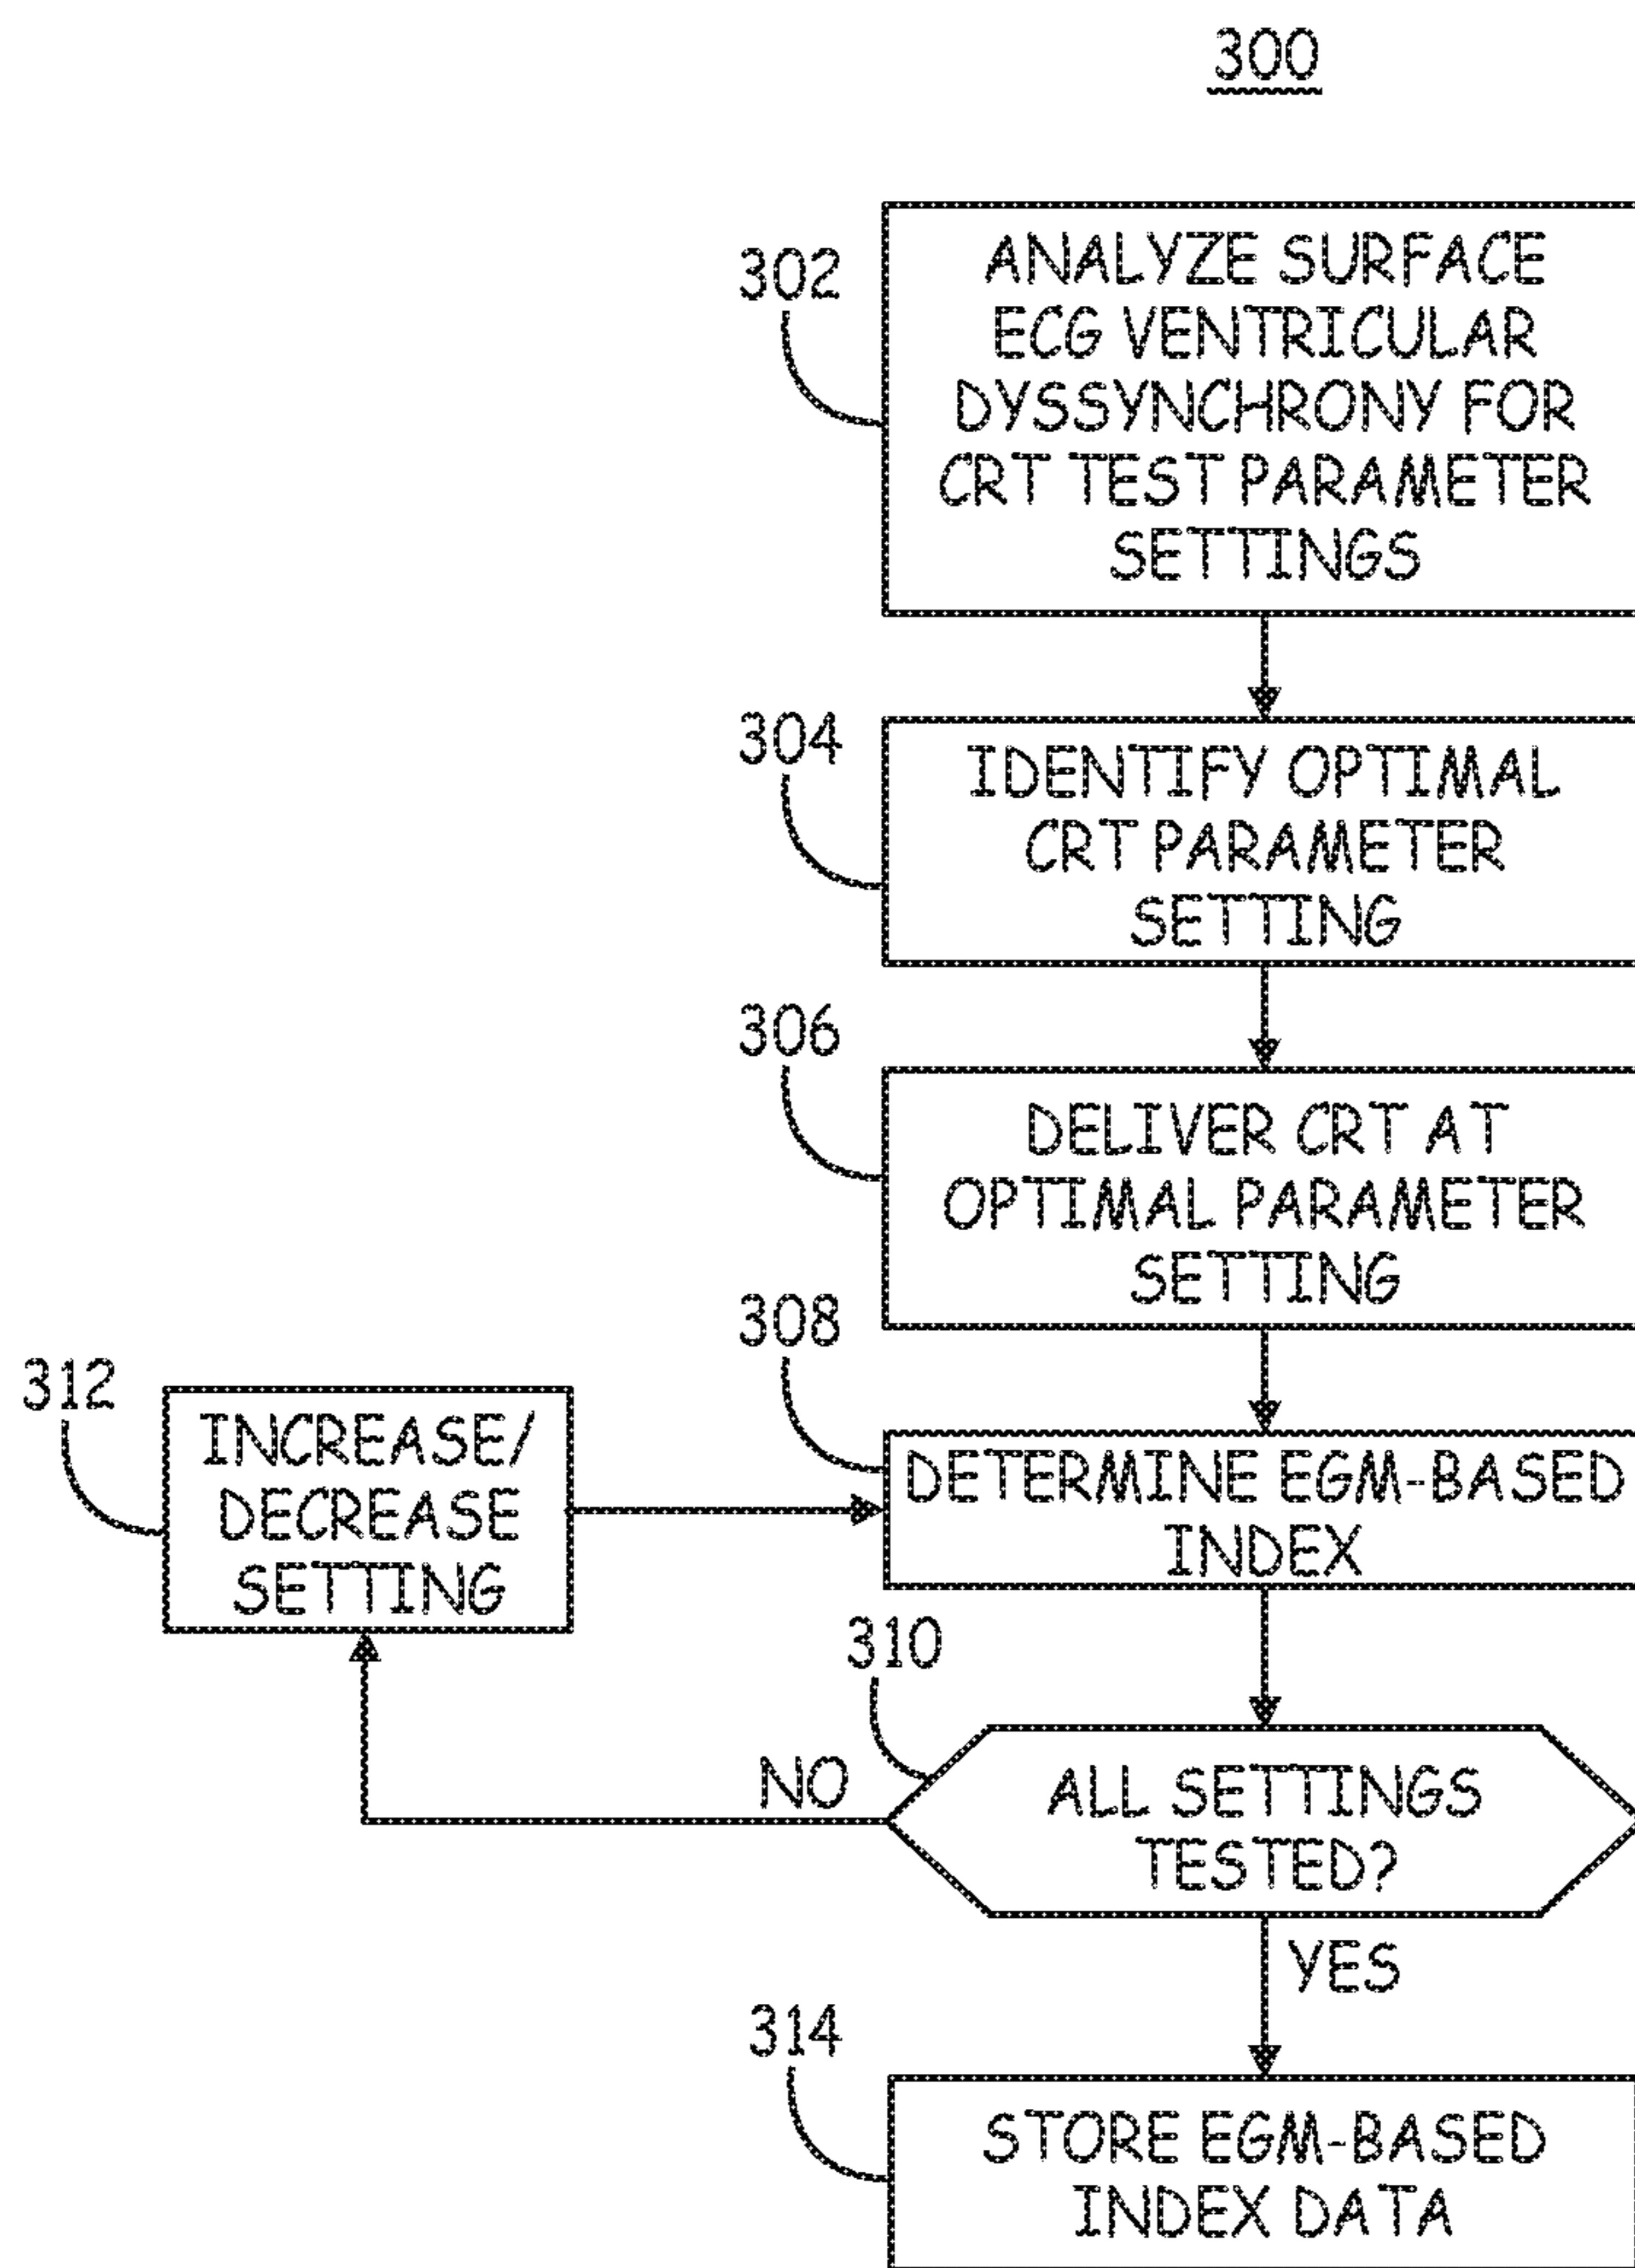 300
302
ANALYZE SURFACE
ECG VENTRICULAR
DYSSYNCHRONY FOR
CRT TEST PARAMETER
SETTINGS
304
IDENTIFY OPTIMAL
CRT PARAMETER
SETTING
306
DELIVER CRT AT
OPTIMAL PARAMETER
SETTING
308
DETERMINE EGM-BASED
INDEX
312
INCREASE/
DECREASE
SETTING
310
NO
ALL SETTINGS
TESTED?
YES
314
STORE EGM-BASED
INDEX DATA